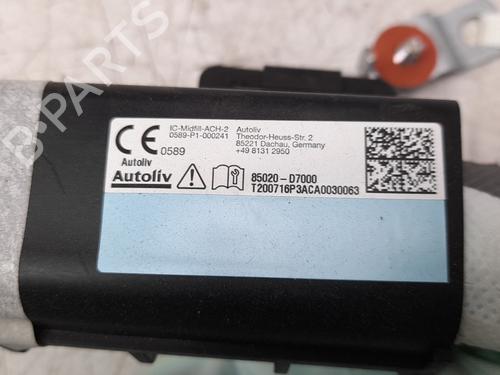 IC-Midfill-ACH-2
0589-P1-000241
Autoliv
Theodor-Heuss-Str. 2
85221 Dachau, Germany
+49 8131 2950
CE 0589
Autoliv
Autoliv
85020 - D7000
T200716P3ACA0030063
B-PARTS